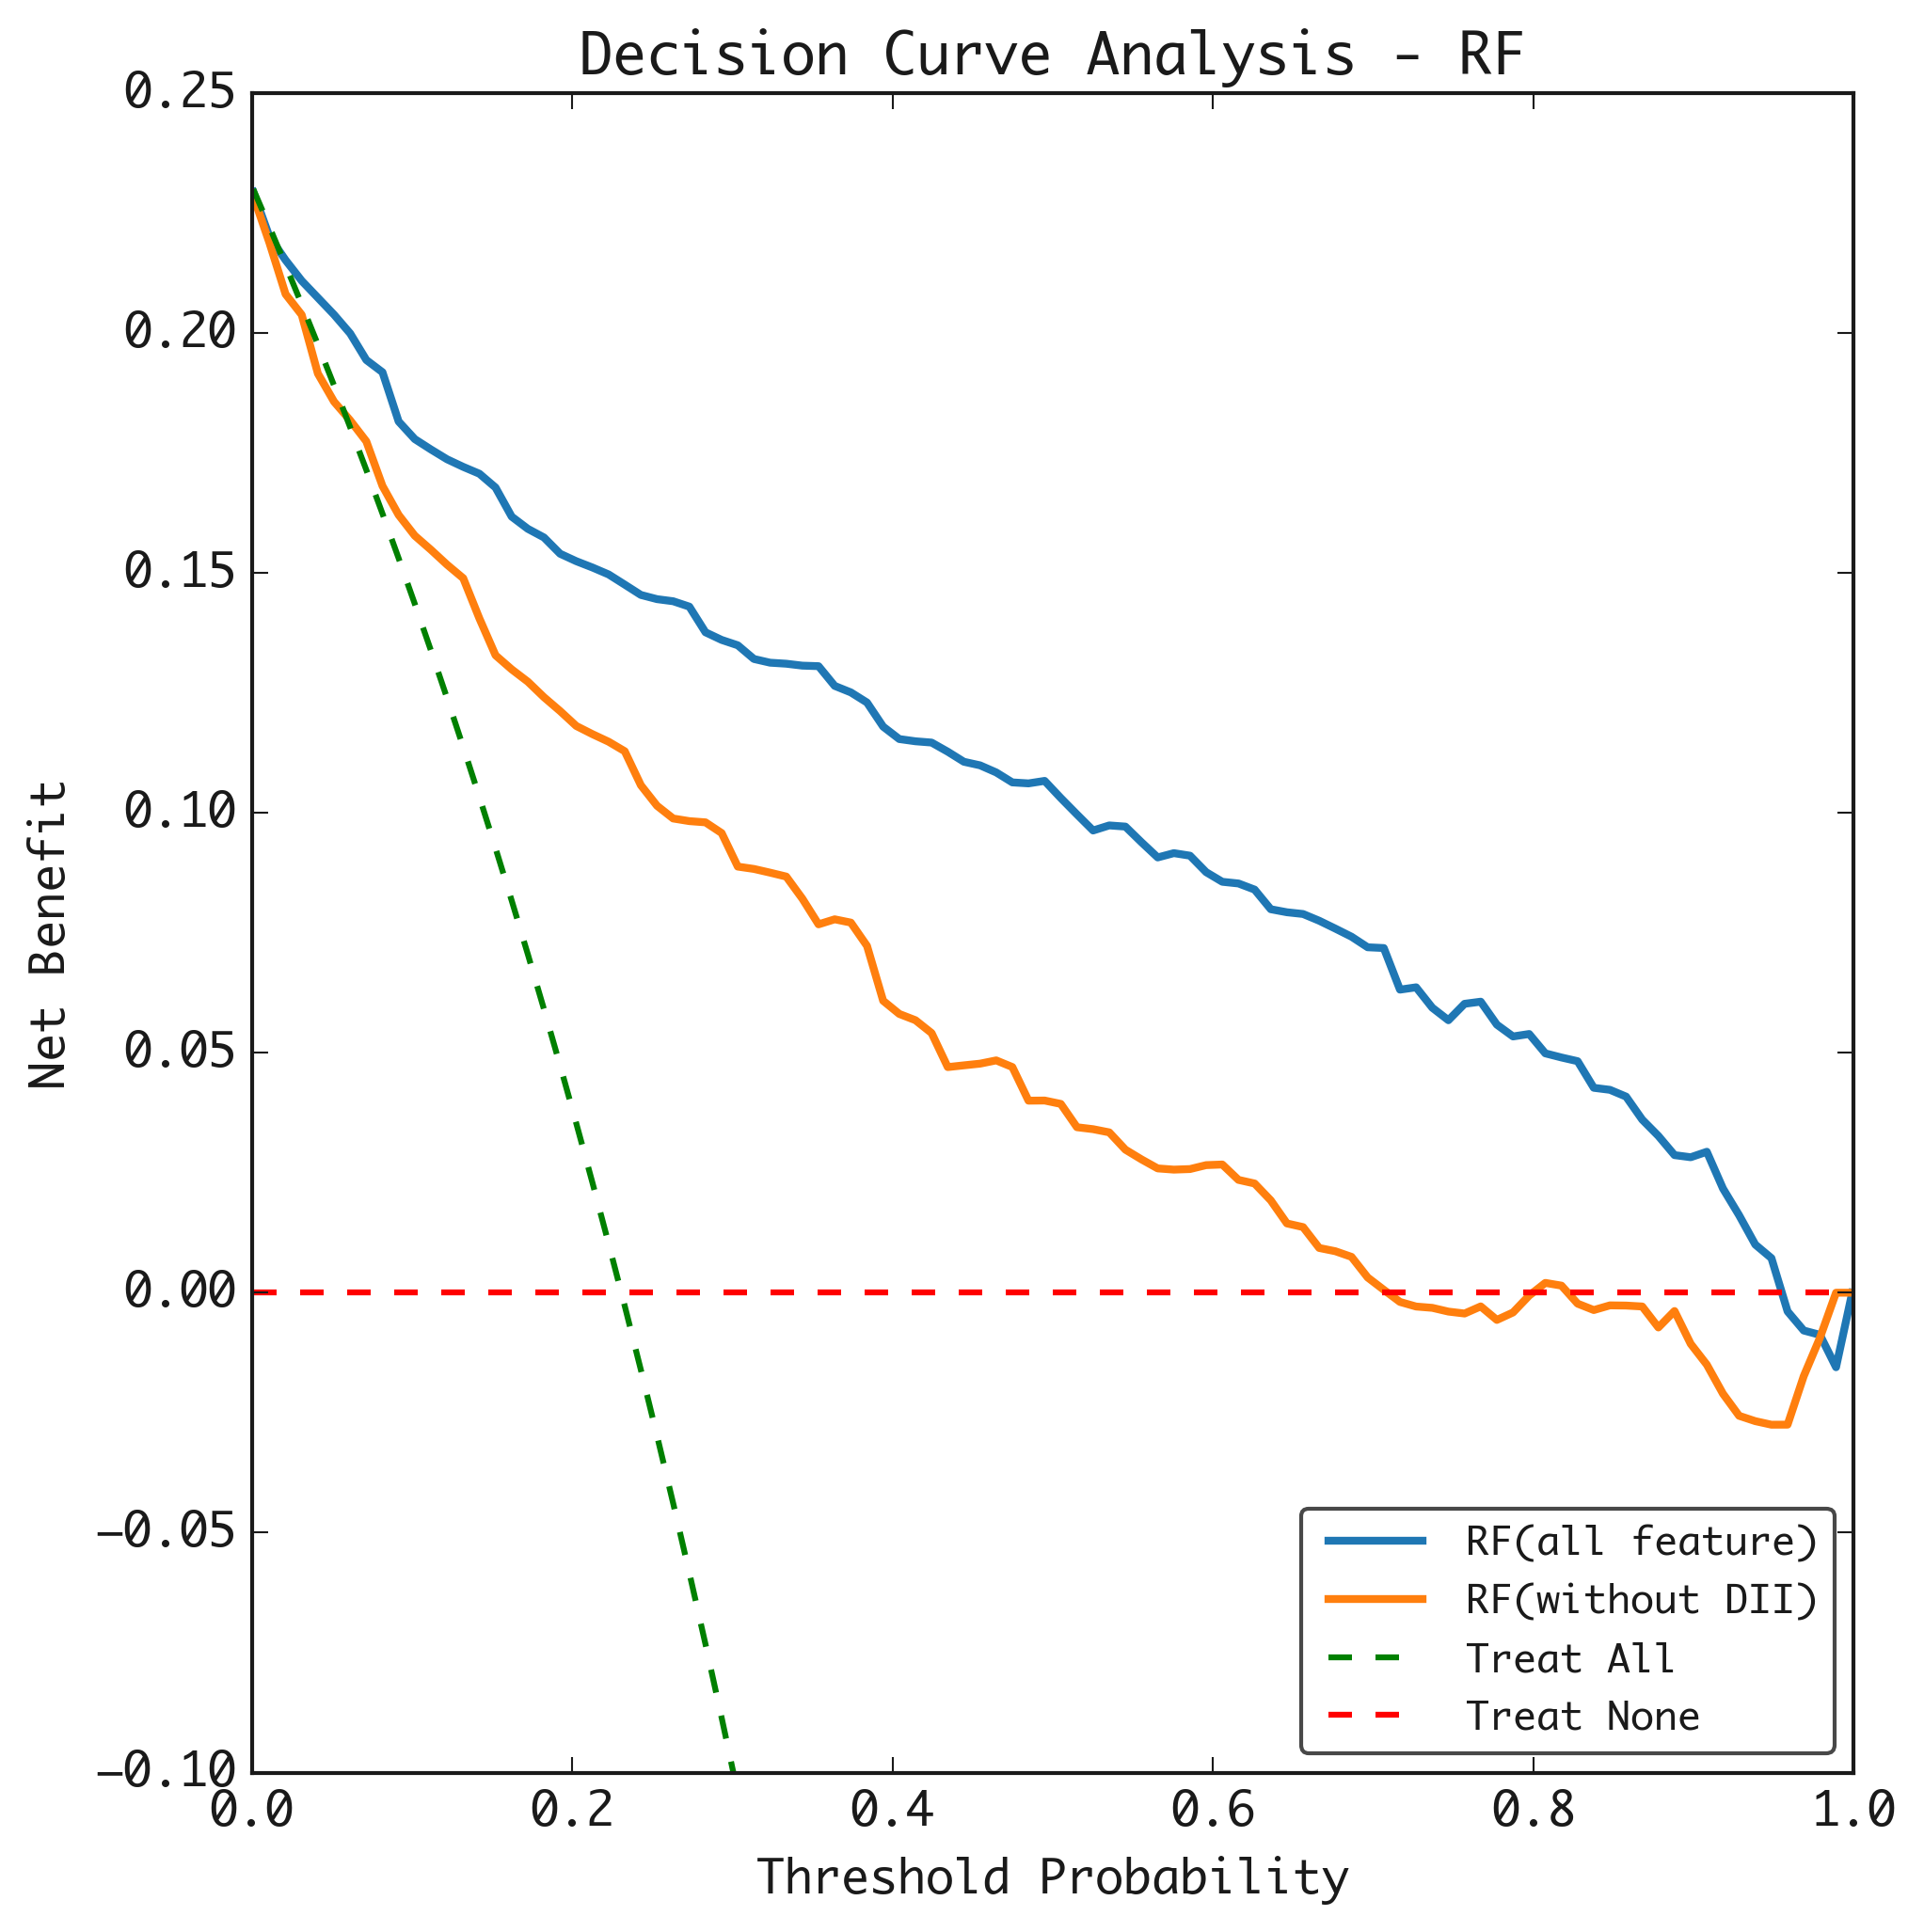 Decision Curve Analysis - RF
0.25
0.20
0.15
0.10
0.05
0.00
−0.05
−0.10
Net Benefit
0.0 0.2 0.4 0.6 0.8 1.0
Threshold Probability
RF(all feature)
RF(without DII)
Treat All
Treat None